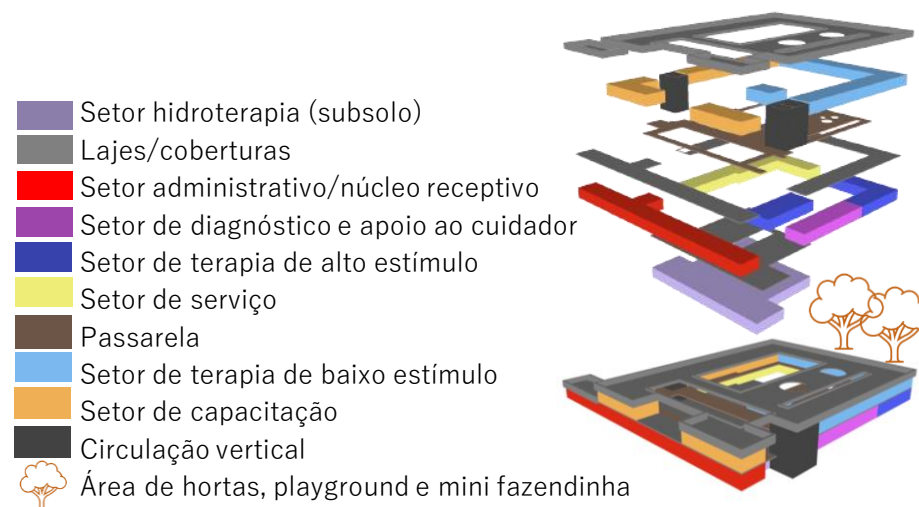 Setor hidroterapia (subsolo)
Lajes/coberturas
Setor administrativo/núcleo receptivo
Setor de diagnóstico e apoio ao cuidador
Setor de terapia de alto estímulo
Setor de serviço
Passarela
Setor de terapia de baixo estímulo
Setor de capacitação
Circulação vertical
Área de hortas, playground e mini fazendinha